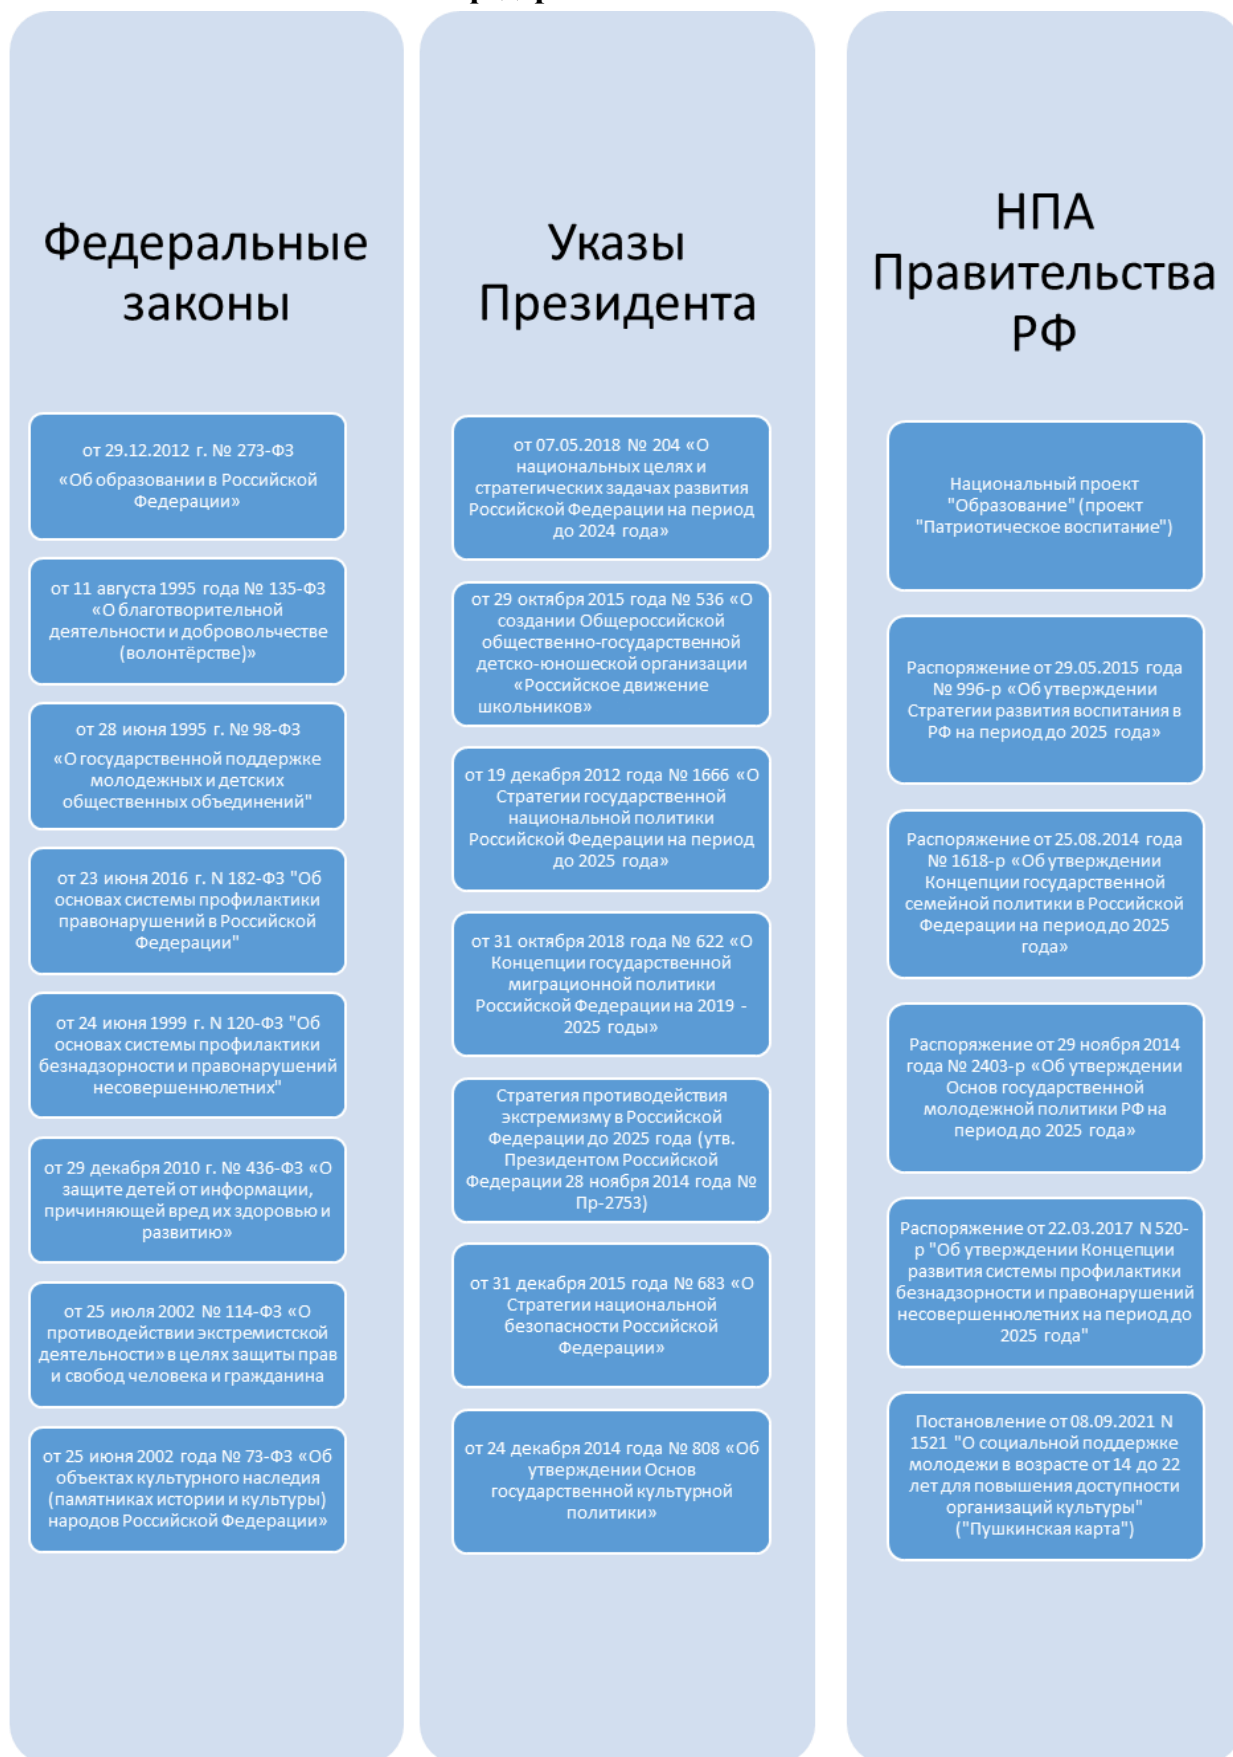 Федеральные
законы
от 29.12.2012 г. № 273-ФЗ
«Об образовании в Российской
Федерации»
от 11 августа 1995 года № 135-ФЗ
«О благотворительной
деятельности и добровольчестве
(волонтёрстве)»
от 28 июня 1995 г. № 98-ФЗ
«О государственной поддержке
молодежных и детских
общественных объединений"
от 23 июня 2016 г. N 182-ФЗ "Об
основах системы профилактики
правонарушений в Российской
Федерации"
от 24 июня 1999 г. N 120-ФЗ "Об
основах системы профилактики
безнадзорности и правонарушений
несовершеннолетних"
от 29 декабря 2010 г. № 436-ФЗ «О
защите детей от информации,
причиняющей вред их здоровью и
развитию»
от 25 июля 2002 № 114-ФЗ «О
противодействии экстремистской
деятельности» в целях защиты прав
и свобод человека и гражданина
от 25 июня 2002 года № 73-ФЗ «Об
объектах культурного наследия
(памятниках истории и культуры)
народов Российской Федерации»
Указы
Президента
от 07.05.2018 № 204 «О
национальных целях и
стратегических задачах развития
Российской Федерации на период
до 2024 года»
от 29 октября 2015 года № 536 «О
создании Общероссийской
общественно-государственной
детско-юношеской организации
«Российское движение
школьников»
от 19 декабря 2012 года № 1666 «О
Стратегии государственной
национальной политики
Российской Федерации на период
до 2025 года»
от 31 октября 2018 года № 622 «О
Концепции государственной
миграционной политики
Российской Федерации на 2019 -
2025 годы»
Стратегия противодействия
экстремизму в Российской
Федерации до 2025 года (утв.
Президентом Российской
Федерации 28 ноября 2014 года №
Пр-2753)
от 31 декабря 2015 года № 683 «О
Стратегии национальной
безопасности Российской
Федерации»
от 24 декабря 2014 года № 808 «Об
утверждении Основ
государственной культурной
политики»
НПА
Правительства
РФ
Национальный проект
"Образование" (проект
"Патриотическое воспитание")
Распоряжение от 29.05.2015 года
№ 996-р «Об утверждении
Стратегии развития воспитания в
РФ на период до 2025 года»
Распоряжение от 25.08.2014 года
№ 1618-р «Об утверждении
Концепции государственной
семейной политики в Российской
Федерации на период до 2025
года»
Распоряжение от 29 ноября 2014
года № 2403-р «Об утверждении
Основ государственной
молодежной политики РФ на
период до 2025 года»
Распоряжение от 22.03.2017 N 520-
р "Об утверждении Концепции
развития системы профилактики
безнадзорности и правонарушений
несовершеннолетних на период до
2025 года"
Постановление от 08.09.2021 N
1521 "О социальной поддержке
молодежи в возрасте от 14 до 22
лет для повышения доступности
организаций культуры"
("Пушкинская карта")